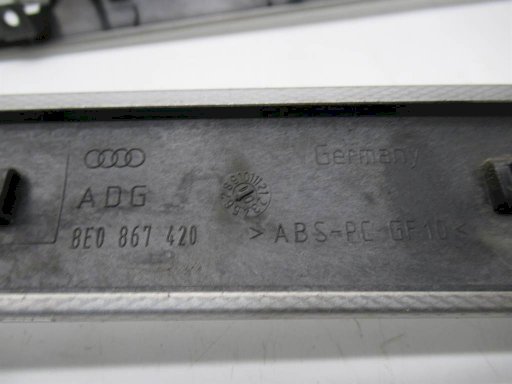 Germany
ADG
8E0 867 420
>ABS-PC-GF10<